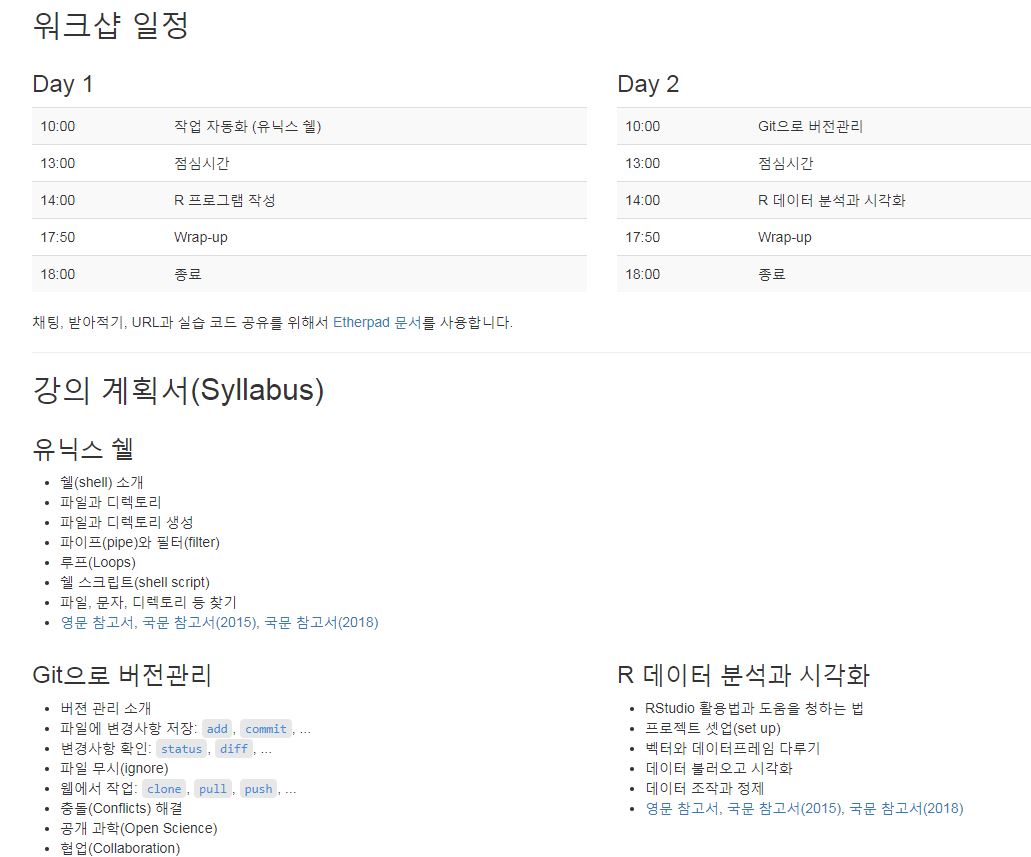 워크샵 일정
Day 1
10:00 작업 자동화 (유닉스 쉘)
13:00 점심시간
14:00 R 프로그램 작성
17:50 Wrap-up
18:00 종료
Day 2
10:00 Git으로 버전관리
13:00 점심시간
14:00 R 데이터 분석과 시각화
17:50 Wrap-up
18:00 종료
채팅, 받아적기, URL과 실습 코드 공유를 위해서 Etherpad 문서를 사용합니다.
강의 계획서(Syllabus)
유닉스 쉘
쉘(shell) 소개
파일과 디렉토리
파일과 디렉토리 생성
파이프(pipe)와 필터(filter)
루프(Loops)
쉘 스크립트(shell script)
파일, 문자, 디렉토리 등 찾기
영문 참고서, 국문 참고서(2015), 국문 참고서(2018)
Git으로 버전관리
버젼 관리 소개
파일에 변경사항 저장: add, commit, ...
변경사항 확인: status, diff, ...
파일 무시(ignore)
웹에서 작업: clone, pull, push, ...
충돌(Conflicts) 해결
공개 과학(Open Science)
협업(Collaboration)
R 데이터 분석과 시각화
RStudio 활용법과 도움을 청하는 법
프로젝트 셋업(set up)
벡터와 데이터프레임 다루기
데이터 불러오고 시각화
데이터 조작과 정제
영문 참고서, 국문 참고서(2015), 국문 참고서(2018)